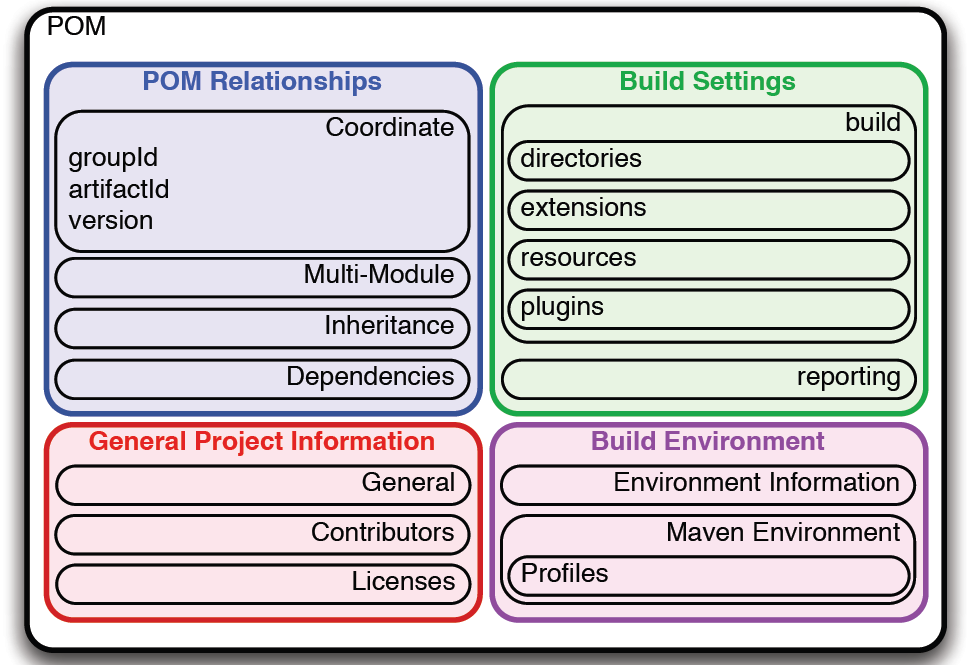 POM
POM Relationships
Coordinate
groupId
artifactId
version
Multi-Module
Inheritance
Dependencies
Build Settings
build
directories
extensions
resources
plugins
reporting
General Project Information
General
Contributors
Licenses
Build Environment
Environment Information
Maven Environment
Profiles